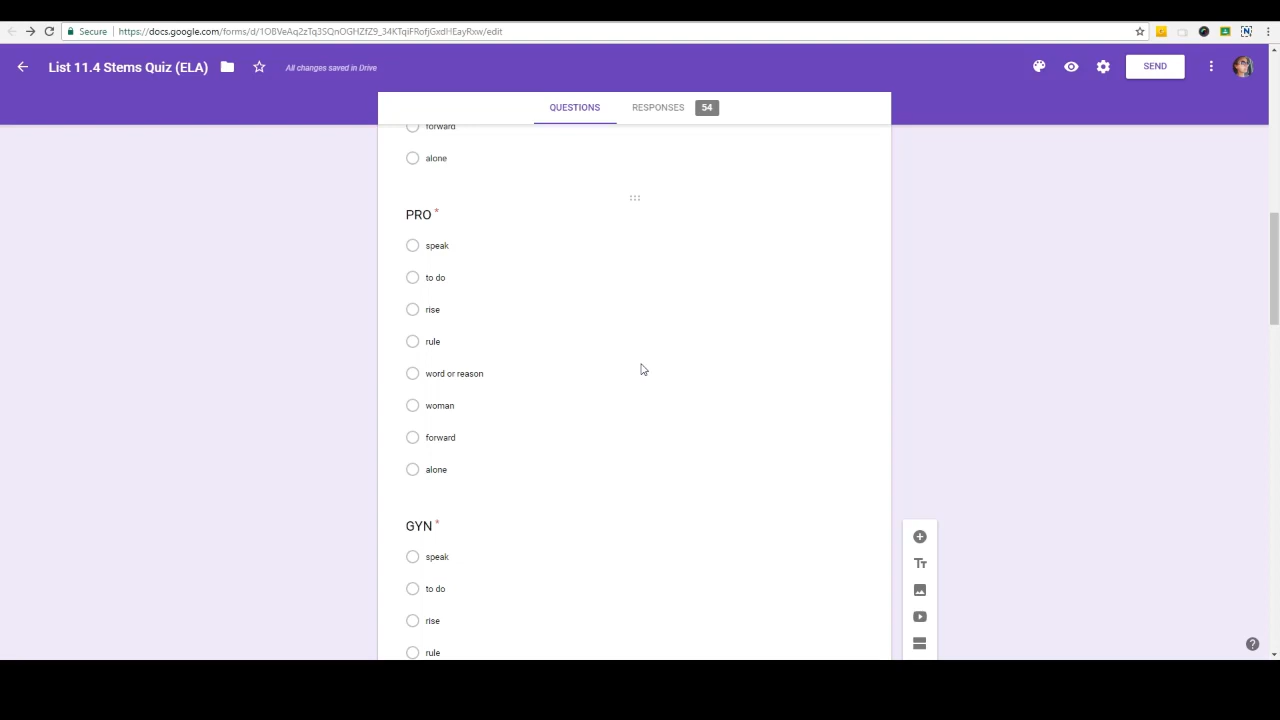 Secure https://docs.google.com/forms/d/1OBVeAq2zTq3SQnOGHZfZ9_34KTqiFRofjGxdHEayRxw/edit
List 11.4 Stems Quiz (ELA) All changes saved in Drive SEND
QUESTIONS RESPONSES 54
forward
alone
PRO *
speak
to do
rise
rule
word or reason
woman
forward
alone
GYN *
speak
to do
rise
rule